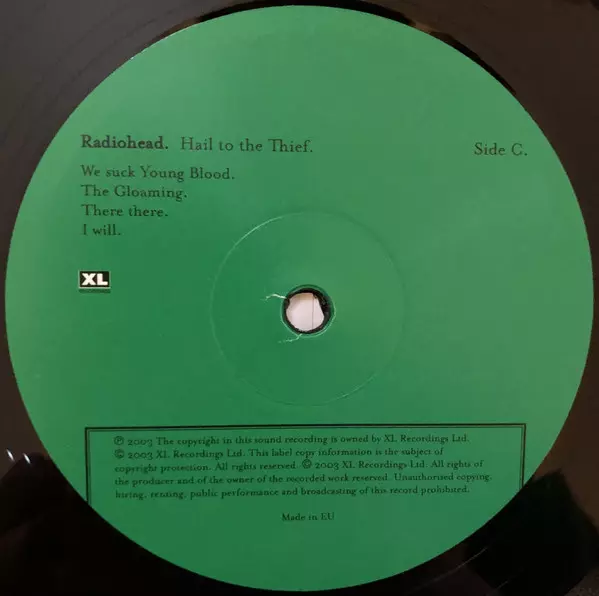 Radiohead. Hail to the Thief. Side C.
We suck Young Blood.
The Gloaming.
There there.
I will.
XL
℗ 2003 The copyright in this sound recording is owned by XL Recordings Ltd.
© 2003 XL Recordings Ltd. This label copy information is the subject of
copyright protection. All rights reserved. © 2003 XL Recordings Ltd. All rights of
the producer and of the owner of the recorded work reserved. Unauthorised copying,
hiring, renting, public performance and broadcasting of this record prohibited.
Made in EU